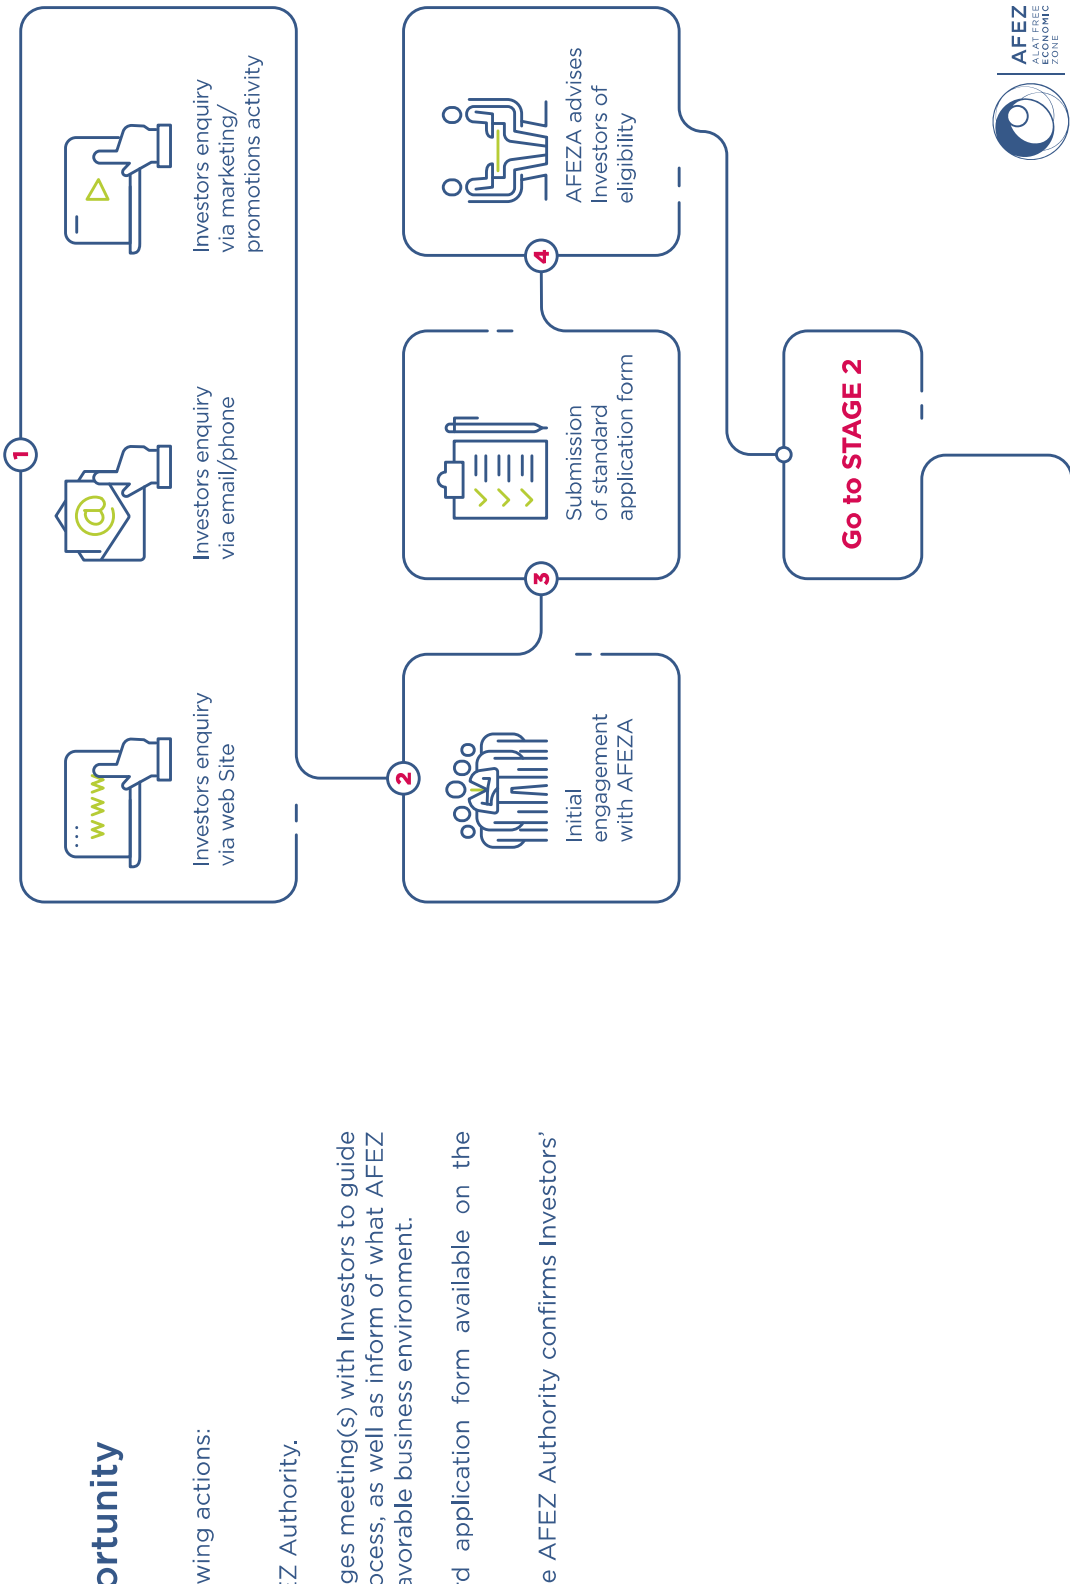 ortunity
wing actions:
Z Authority.
ges meeting(s) with Investors to guide
ocess, as well as inform of what AFEZ
avorable business environment.
d application form available on the
e AFEZ Authority confirms Investors’
1
www
Investors enquiry
via web Site
@
Investors enquiry
via email/phone
Investors enquiry
via marketing/
promotions activity
2
Initial
engagement
with AFEZA
3
Submission
of standard
application form
4
AFEZA advises
Investors of
eligibility
Go to STAGE 2
AFEZ
ALAT FREE
ECONOMIC
ZONE